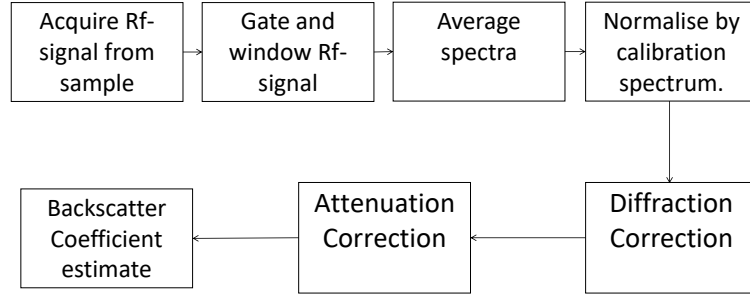 Acquire Rf-
signal from
sample
Gate and
window Rf-
signal
Average
spectra
Normalise by
calibration
spectrum.
Diffraction
Correction
Attenuation
Correction
Backscatter
Coefficient
estimate